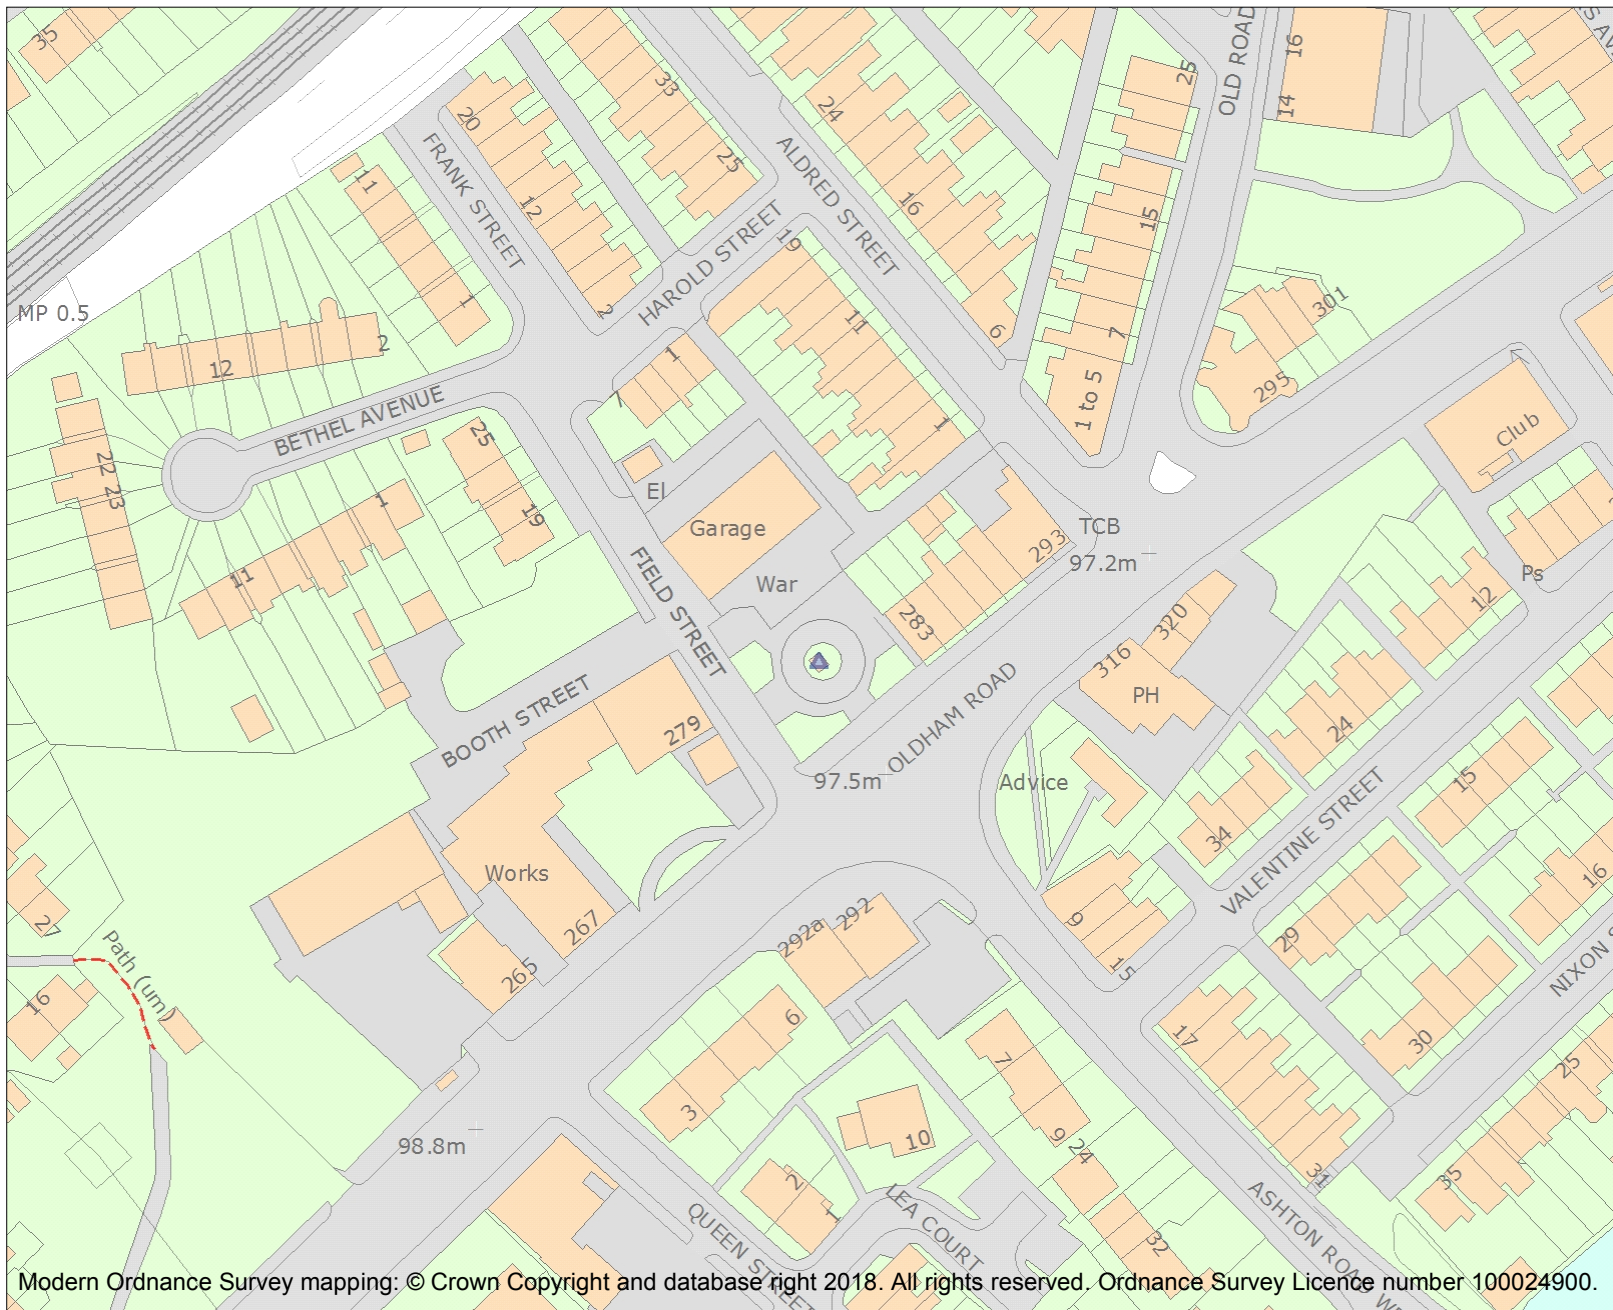 35
20
FRANK STREET
11
12
2
1
33
25
HAROLD STREET
24
ALDRED STREET
16
19
11
6
1
25
OLD ROAD
15
7
1 to 5
14
16
301
295
MP 0.5
12
2
BETHEL AVENUE
22
23
25
19
1
11
7
1
El
Garage
War
FIELD STREET
283
293
TCB
97.2m
Club
Ps
12
316
320
PH
24
OLDHAM ROAD
97.5m
Advice
BOOTH STREET
279
Works
267
265
34
VALENTINE STREET
15
16
9
15
29
30
NIXON S
27
Path (um)
16
292a
292
6
3
17
7
9
24
10
31
25
35
98.8m
2
1
QUEEN STREET
LEA COURT
32
ASHTON ROAD W
Modern Ordnance Survey mapping: © Crown Copyright and database right 2018. All rights reserved. Ordnance Survey Licence number 100024900.